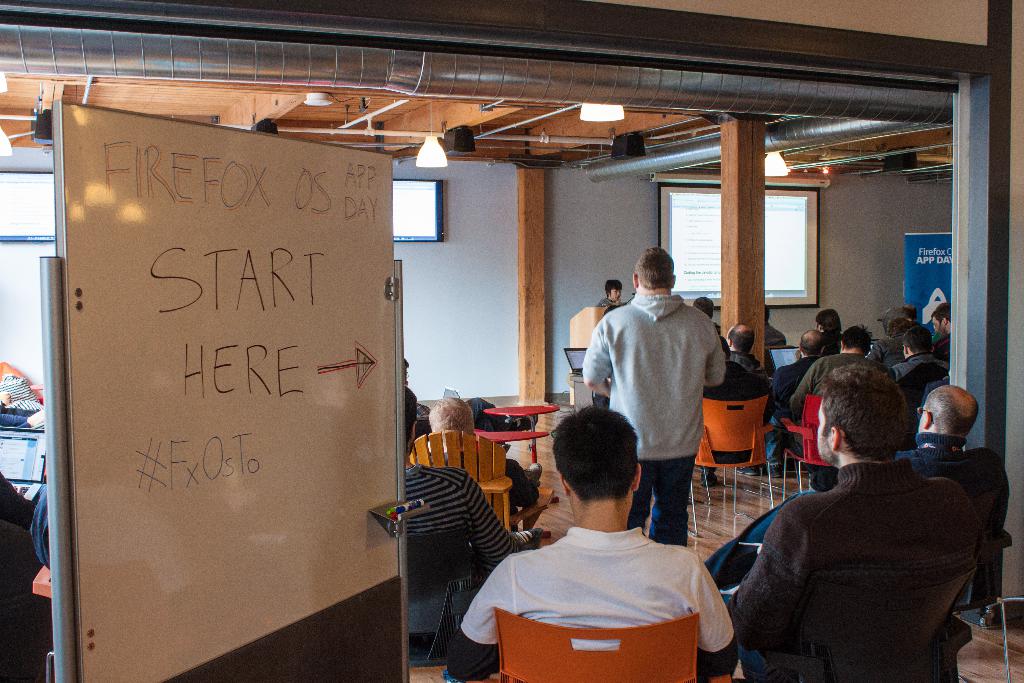 FIREFOX OS APP DAY
START
HERE →
#FxOsTo
Firefox
APP DAY